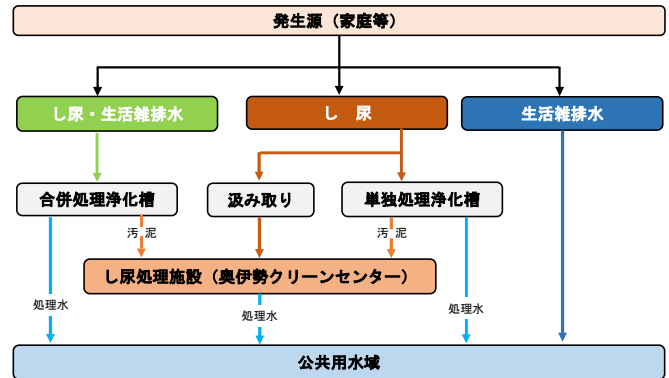 発生源（家庭等）
し尿・生活雑排水
し　尿
生活雑排水
合併処理浄化槽
汲み取り
単独処理浄化槽
汚　泥
汚　泥
し尿処理施設（奥伊勢クリーンセンター）
処理水
処理水
処理水
公共用水域